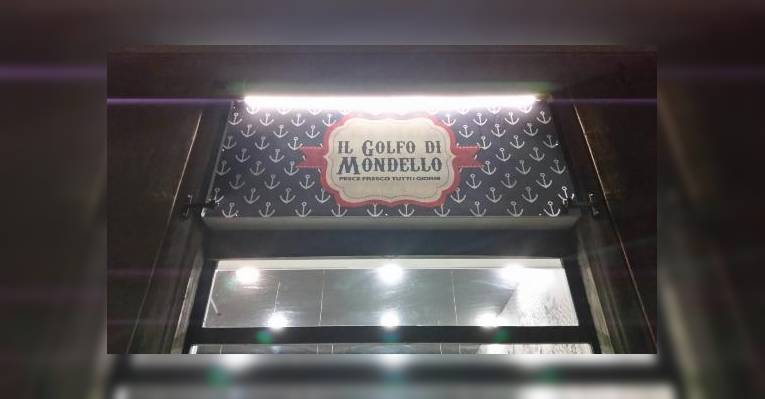 IL GOLFO DI
MONDELLO
PESCE FRESCO TUTTI I GIORNI